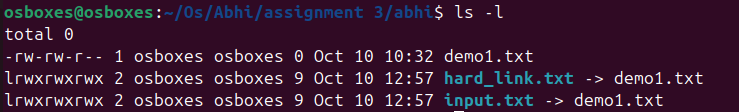 osboxes@osboxes:~/Os/Abhi/assignment 3/abhi$ ls -l
total 0
-rw-rw-r-- 1 osboxes osboxes 0 Oct 10 10:32 demo1.txt
lrwxrwxrwx 2 osboxes osboxes 9 Oct 10 12:57 hard_link.txt -> demo1.txt
lrwxrwxrwx 2 osboxes osboxes 9 Oct 10 12:57 input.txt -> demo1.txt